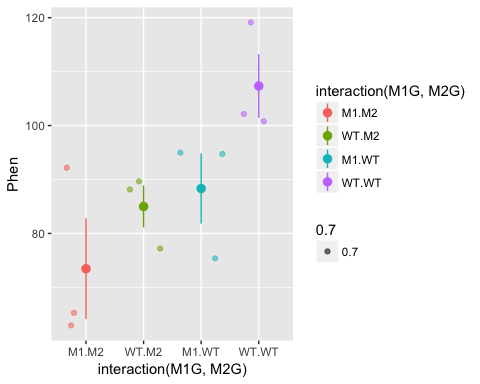 120
100
80
Phen
M1.M2 WT.M2 M1.WT WT.WT
interaction(M1G, M2G)
interaction(M1G, M2G)
M1.M2
WT.M2
M1.WT
WT.WT
0.7
0.7